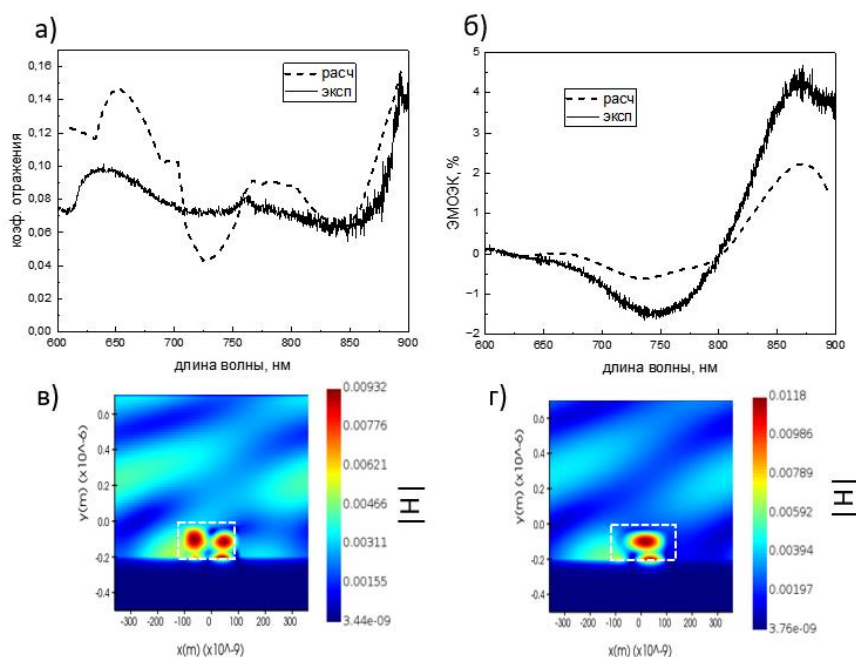 а)
0,16
0,14
0,12
0,10
0,08
0,06
0,04
0,02
0,00
600 650 700 750 800 850 900
коэф. отражения
длина волны, нм
расч
эксп
б)
5
4
3
2
1
0
−1
−2
600 650 700 750 800 850 900
ЭМОЭК, %
длина волны, нм
расч
эксп
в)
0.6
0.4
0.2
0.0
-0.2
-0.4
y(m) (x10^-6)
-300 -200 -100 0 100 200 300
x(m) (x10^-9)
0.00932
0.00776
0.00621
0.00466
0.00311
0.00155
3.44e-09
|H|
г)
0.6
0.4
0.2
0.0
-0.2
-0.4
y(m) (x10^-6)
-300 -200 -100 0 100 200 300
x(m) (x10^-9)
0.0118
0.00986
0.00789
0.00592
0.00394
0.00197
3.76e-09
|H|